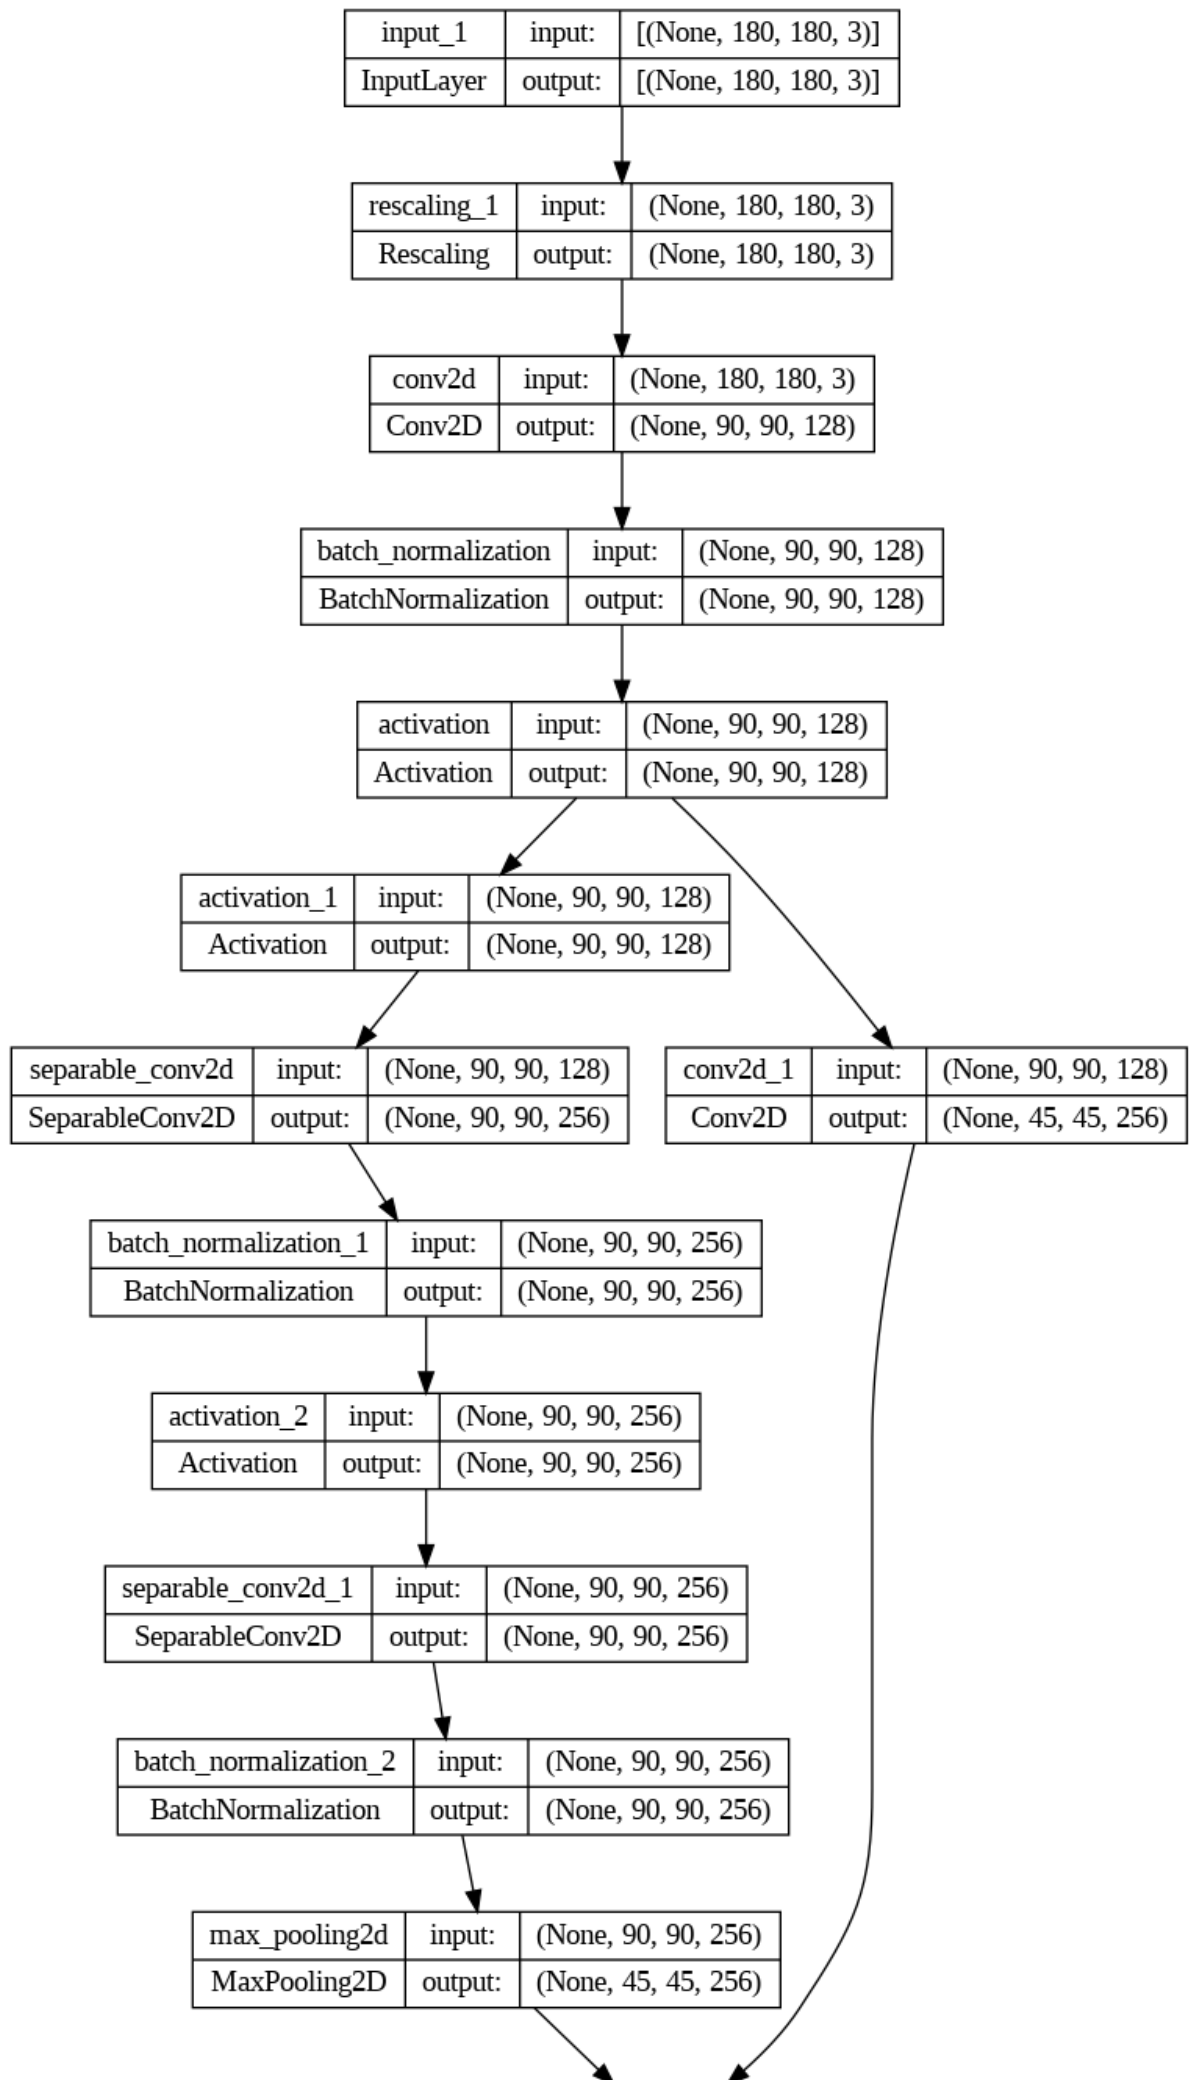 input_1 input: [(None, 180, 180, 3)]
InputLayer output: [(None, 180, 180, 3)]
rescaling_1 input: (None, 180, 180, 3)
Rescaling output: (None, 180, 180, 3)
conv2d input: (None, 180, 180, 3)
Conv2D output: (None, 90, 90, 128)
batch_normalization input: (None, 90, 90, 128)
BatchNormalization output: (None, 90, 90, 128)
activation input: (None, 90, 90, 128)
Activation output: (None, 90, 90, 128)
activation_1 input: (None, 90, 90, 128)
Activation output: (None, 90, 90, 128)
separable_conv2d input: (None, 90, 90, 128)
SeparableConv2D output: (None, 90, 90, 256)
conv2d_1 input: (None, 90, 90, 128)
Conv2D output: (None, 45, 45, 256)
batch_normalization_1 input: (None, 90, 90, 256)
BatchNormalization output: (None, 90, 90, 256)
activation_2 input: (None, 90, 90, 256)
Activation output: (None, 90, 90, 256)
separable_conv2d_1 input: (None, 90, 90, 256)
SeparableConv2D output: (None, 90, 90, 256)
batch_normalization_2 input: (None, 90, 90, 256)
BatchNormalization output: (None, 90, 90, 256)
max_pooling2d input: (None, 90, 90, 256)
MaxPooling2D output: (None, 45, 45, 256)